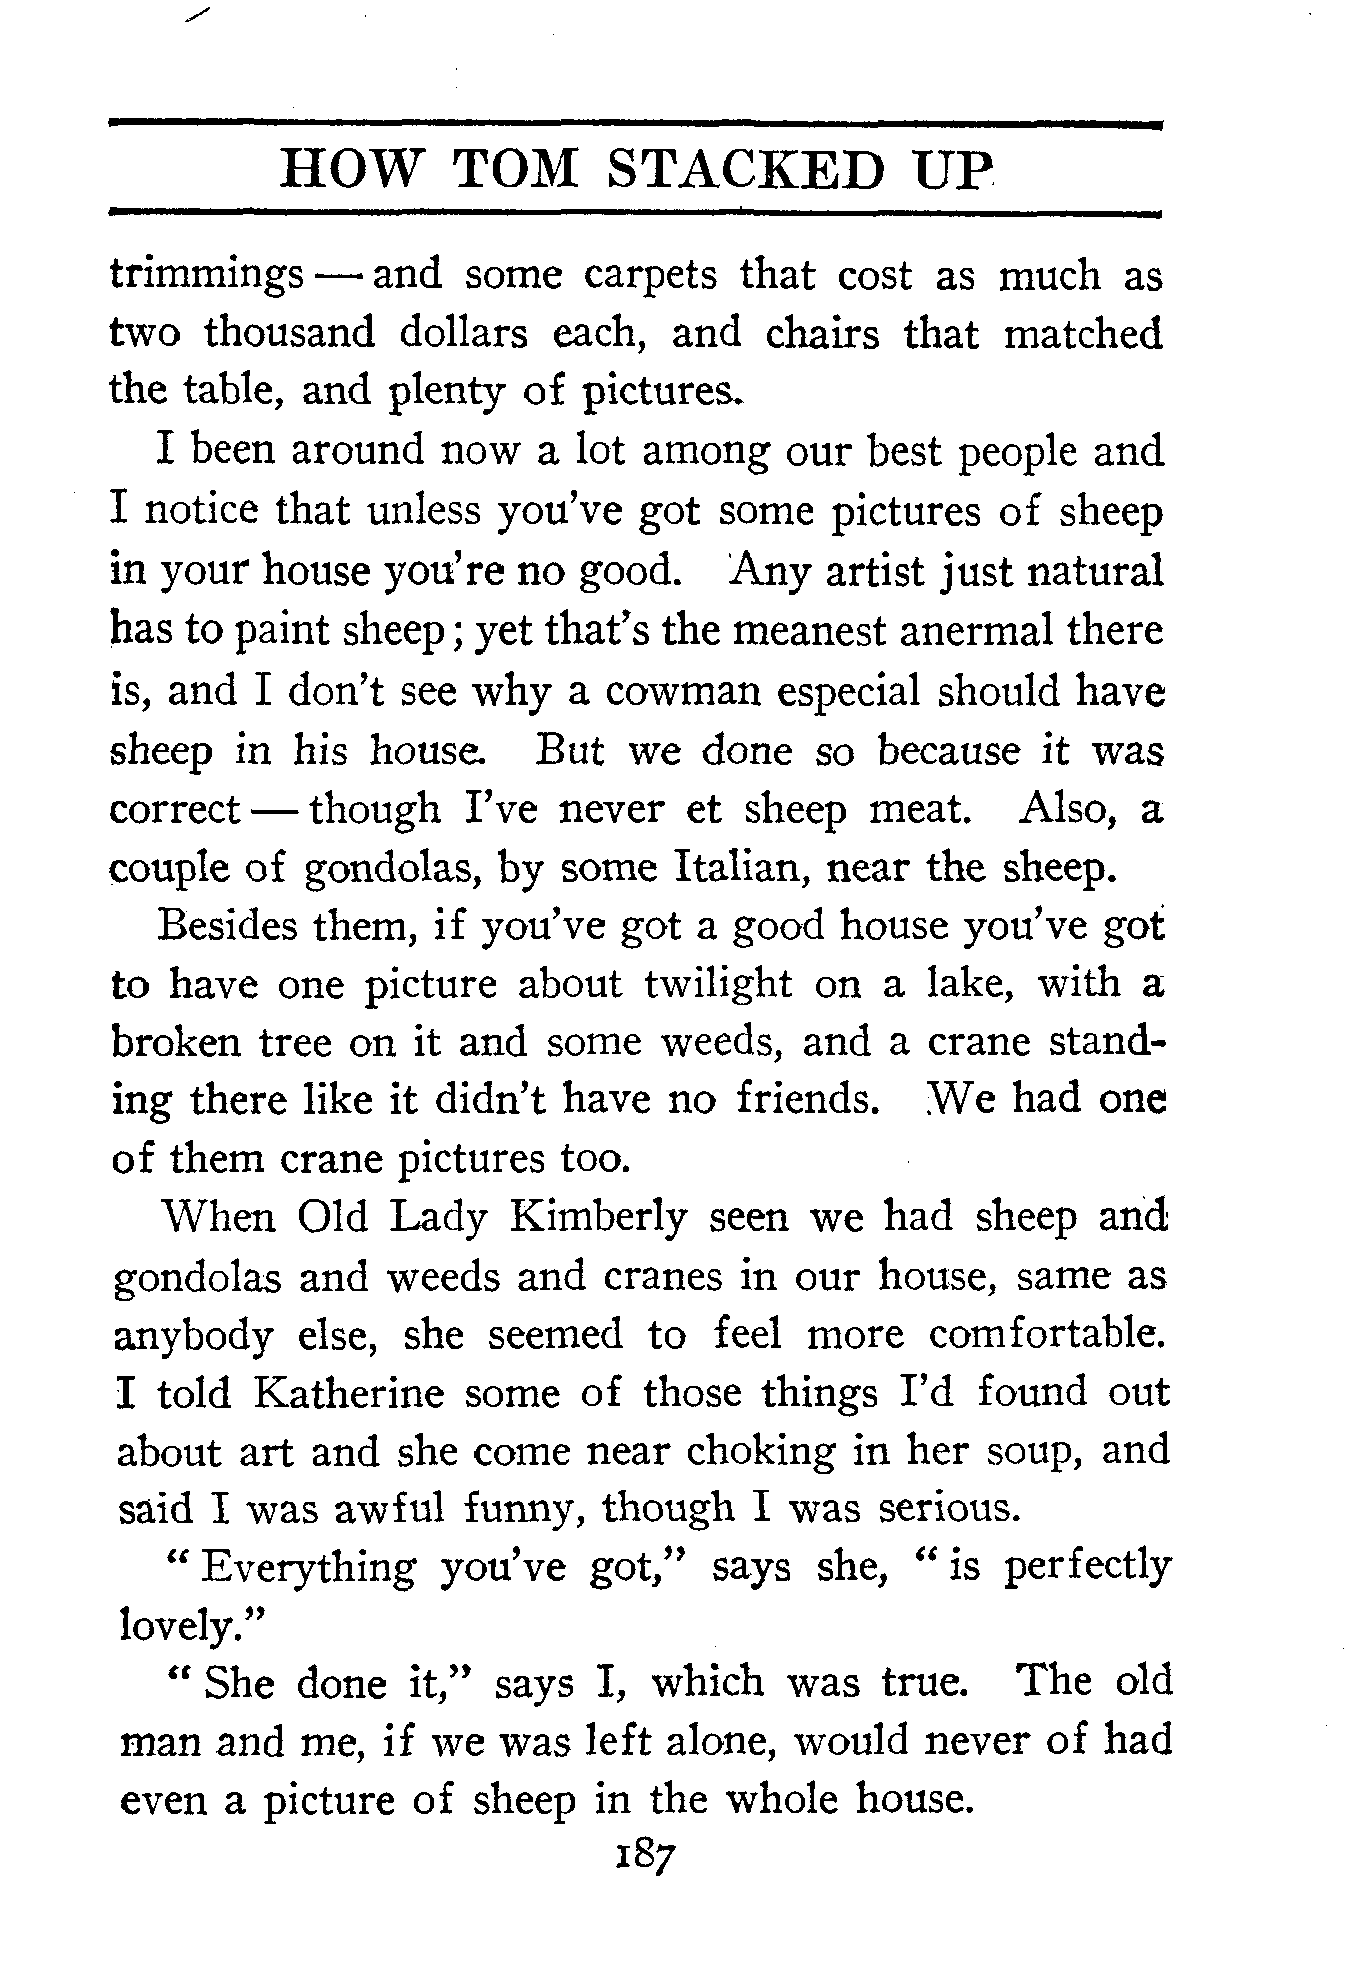 HOW TOM STACKED UP
trimmings — and some carpets that cost as much as
two thousand dollars each, and chairs that matched
the table, and plenty of pictures.
I been around now a lot among our best people and
I notice that unless you've got some pictures of sheep
in your house you're no good. Any artist just natural
has to paint sheep; yet that's the meanest anermal there
is, and I don't see why a cowman especial should have
sheep in his house. But we done so because it was
correct — though I've never et sheep meat. Also, a
couple of gondolas, by some Italian, near the sheep.
Besides them, if you've got a good house you've got
to have one picture about twilight on a lake, with a
broken tree on it and some weeds, and a crane stand-
ing there like it didn't have no friends. We had one
of them crane pictures too.
When Old Lady Kimberly seen we had sheep and
gondolas and weeds and cranes in our house, same as
anybody else, she seemed to feel more comfortable.
I told Katherine some of those things I'd found out
about art and she come near choking in her soup, and
said I was awful funny, though I was serious.
" Everything you've got," says she, " is perfectly
lovely."
" She done it," says I, which was true. The old
man and me, if we was left alone, would never of had
even a picture of sheep in the whole house.
187